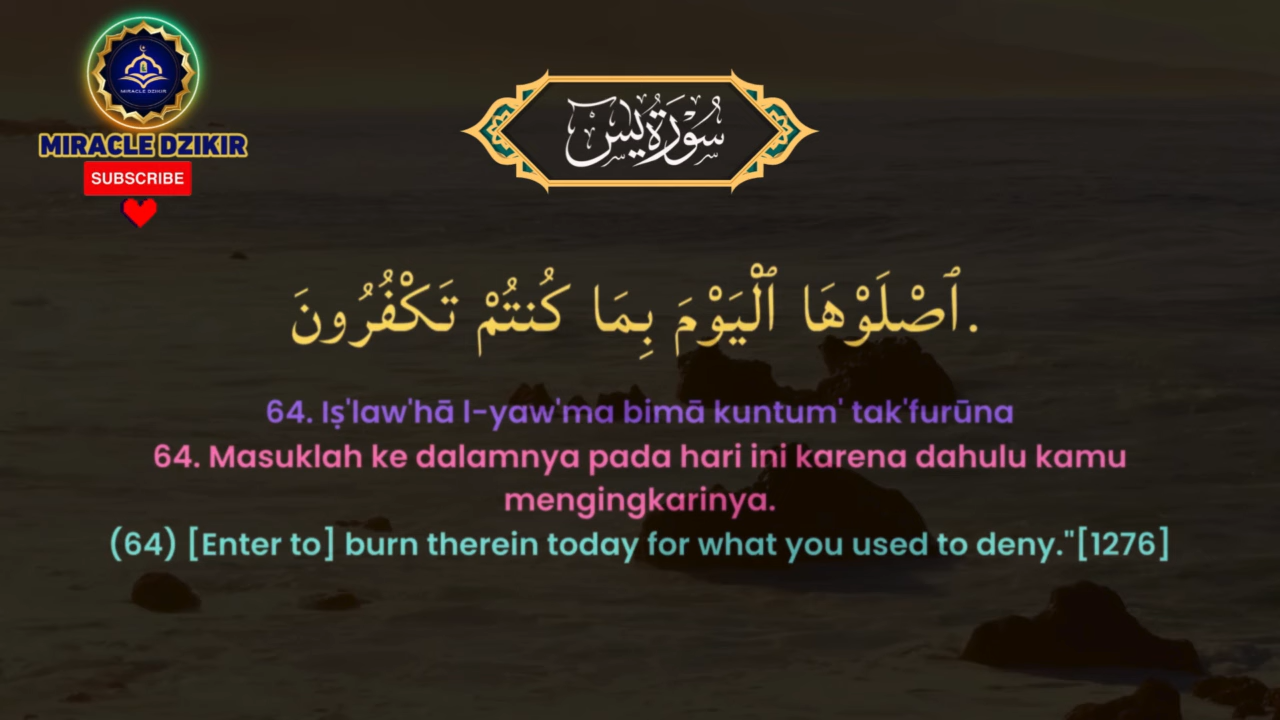 MIRACLE DZIKIR
MIRACLE DZIKIR
SUBSCRIBE
سُوْرَةُ يٰسٓ
.ٱصْلَوْهَا ٱلْيَوْمَ بِمَا كُنتُمْ تَكْفُرُونَ
64. Iṣ'law'hā l-yaw'ma bimā kuntum' tak'furūna
64. Masuklah ke dalamnya pada hari ini karena dahulu kamu
mengingkarinya.
(64) [Enter to] burn therein today for what you used to deny."[1276]